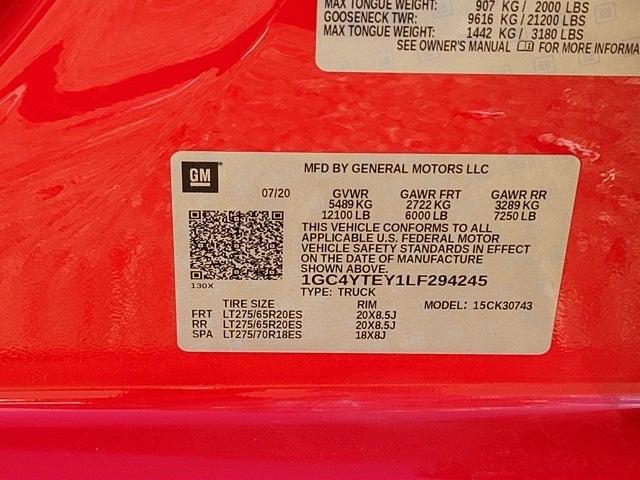 MAX TONGUE WEIGHT: 907 KG / 2000 LBS
GOOSENECK TWR: 9616 KG / 21200 LBS
MAX TONGUE WEIGHT: 1442 KG / 3180 LBS
SEE OWNER'S MANUAL FOR MORE INFORMA
GM
MFD BY GENERAL MOTORS LLC
07/20 GVWR GAWR FRT GAWR RR
5489 KG 2722 KG 3289 KG
12100 LB 6000 LB 7250 LB
THIS VEHICLE CONFORMS TO ALL
APPLICABLE U.S. FEDERAL MOTOR
VEHICLE SAFETY STANDARDS IN EFFECT
ON THE DATE OF MANUFACTURE
SHOWN ABOVE.
130X
1GC4YTEY1LF294245
TYPE: TRUCK
TIRE SIZE RIM MODEL: 15CK30743
FRT LT275/65R20ES 20X8.5J
RR LT275/65R20ES 20X8.5J
SPA LT275/70R18ES 18X8J